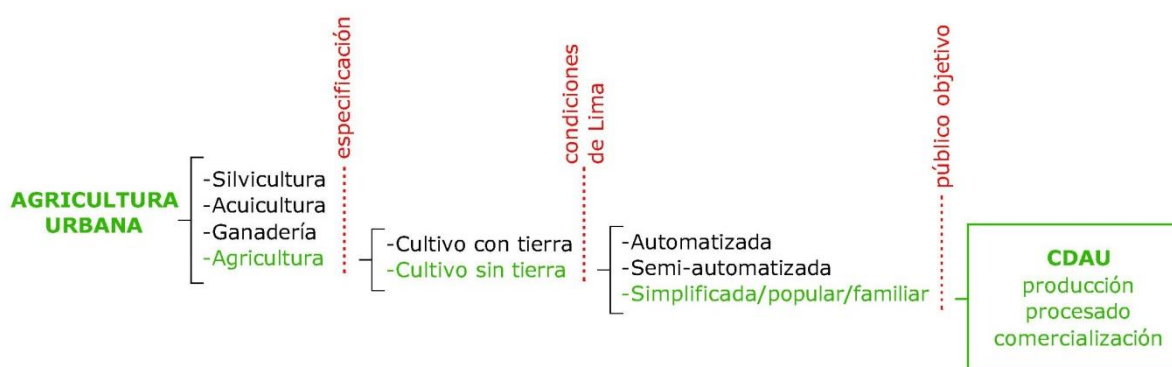 AGRICULTURA
URBANA
-Silvicultura
-Acuicultura
-Ganadería
-Agricultura
especificación
-Cultivo con tierra
-Cultivo sin tierra
condiciones
de Lima
-Automatizada
-Semi-automatizada
-Simplificada/popular/familiar
público objetivo
CDAU
producción
procesado
comercialización